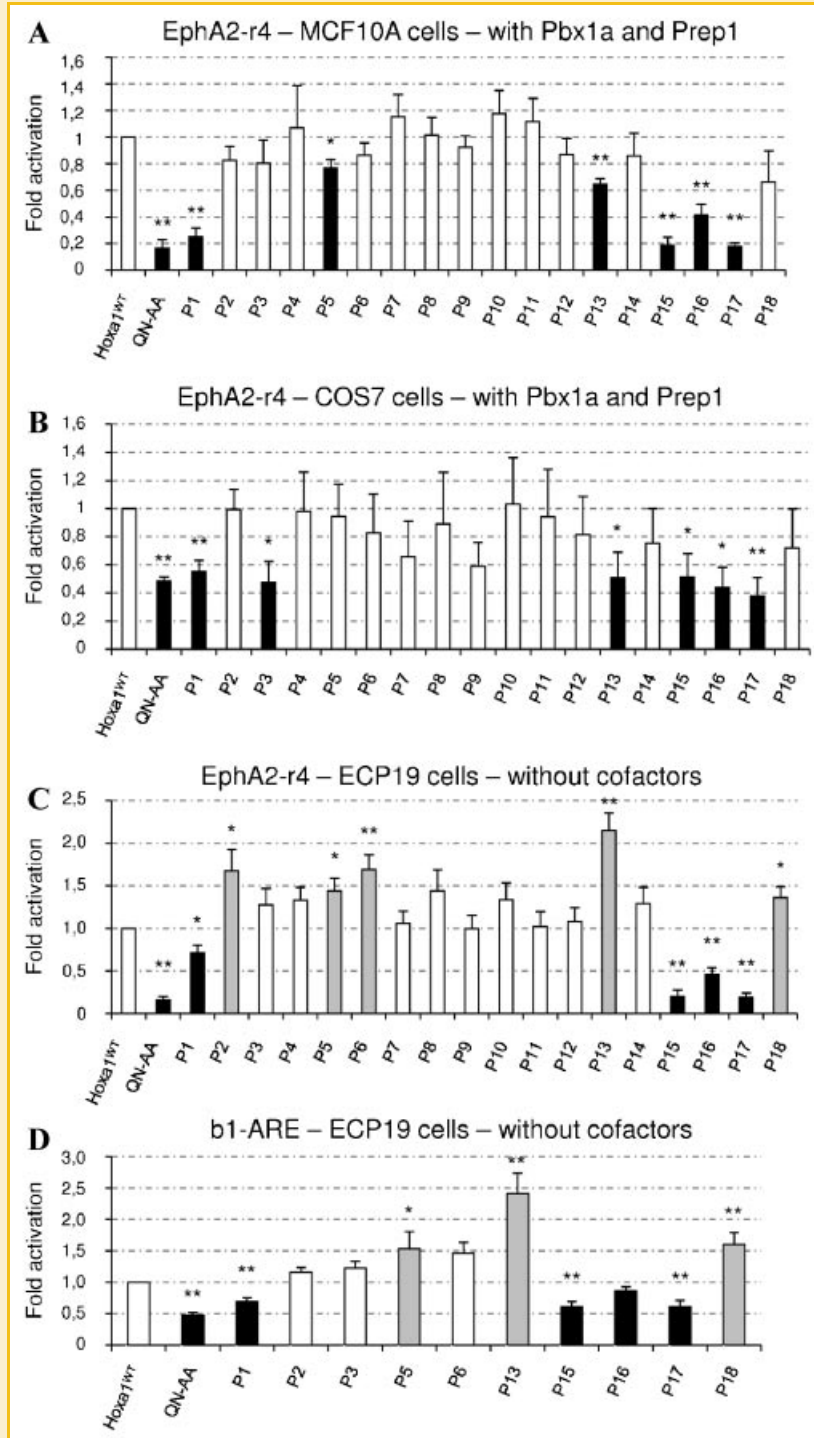 A
EphA2-r4 – MCF10A cells – with Pbx1a and Prep1
Fold activation
1,6
1,4
1,2
1
0,8
0,6
0,4
0,2
0
** ** * ** ** ** **
Hoxa1WT QN-AA P1 P2 P3 P4 P5 P6 P7 P8 P9 P10 P11 P12 P13 P14 P15 P16 P17 P18
B
EphA2-r4 – COS7 cells – with Pbx1a and Prep1
Fold activation
1,6
1,4
1,2
1
0,8
0,6
0,4
0,2
0
** ** * * * * **
Hoxa1WT QN-AA P1 P2 P3 P4 P5 P6 P7 P8 P9 P10 P11 P12 P13 P14 P15 P16 P17 P18
C
EphA2-r4 – ECP19 cells – without cofactors
Fold activation
2,5
2,0
1,5
1,0
0,5
0
** * * * ** ** ** ** ** *
Hoxa1WT QN-AA P1 P2 P3 P4 P5 P6 P7 P8 P9 P10 P11 P12 P13 P14 P15 P16 P17 P18
D
b1-ARE – ECP19 cells – without cofactors
Fold activation
3,0
2,5
2,0
1,5
1,0
0,5
0
** ** * ** ** ** **
Hoxa1WT QN-AA P1 P2 P3 P5 P6 P13 P15 P16 P17 P18